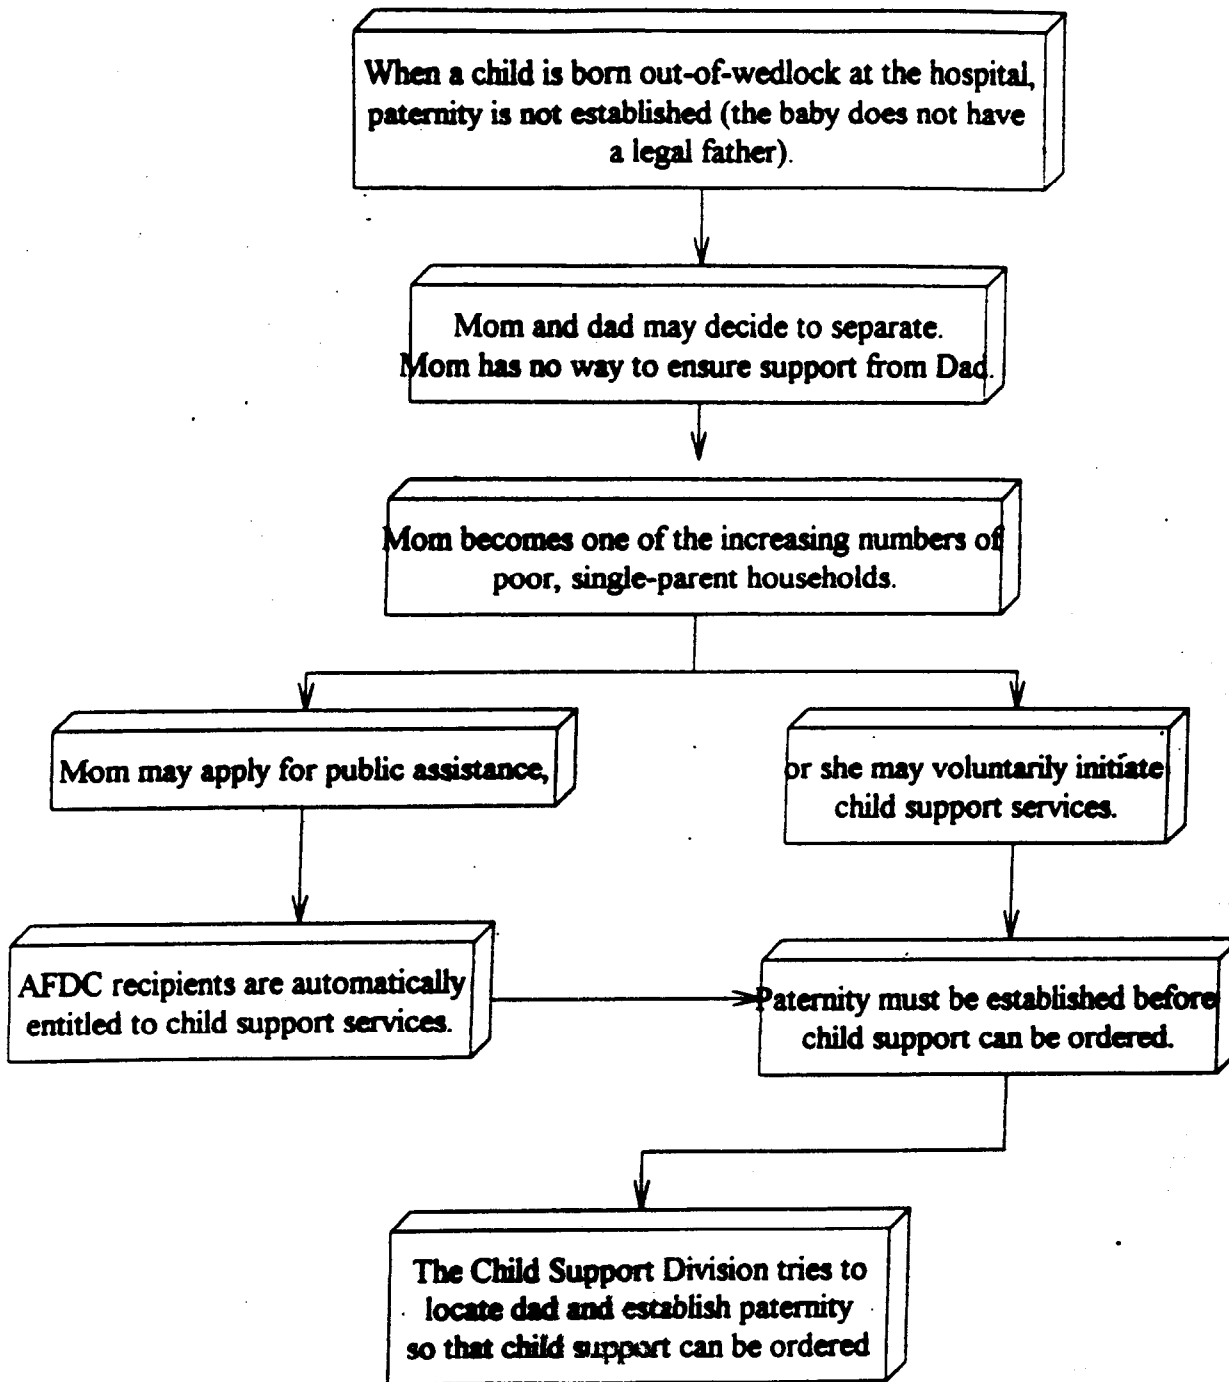 When a child is born out-of-wedlock at the hospital,
paternity is not established (the baby does not have
a legal father).
Mom and dad may decide to separate.
Mom has no way to ensure support from Dad.
Mom becomes one of the increasing numbers of
poor, single-parent households.
Mom may apply for public assistance,
or she may voluntarily initiate
child support services.
AFDC recipients are automatically
entitled to child support services.
Paternity must be established before
child support can be ordered.
The Child Support Division tries to
locate dad and establish paternity
so that child support can be ordered